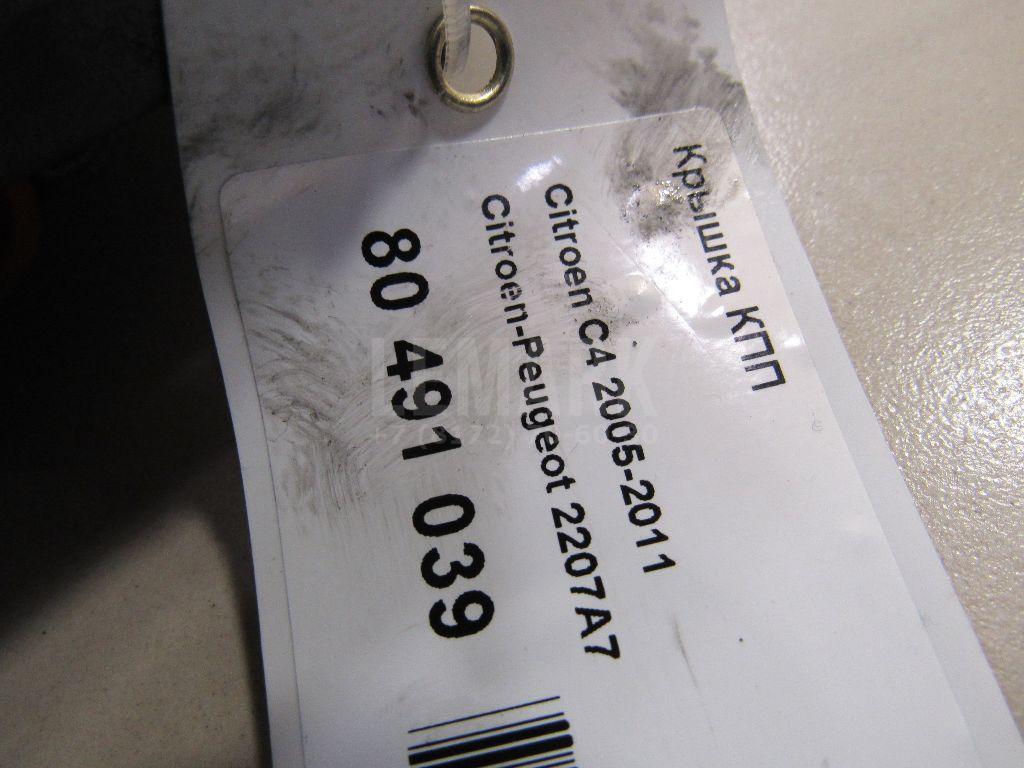 Крышка КПП
Citroen C4 2005-2011
Citroen-Peugeot 2207A7
80 491 039